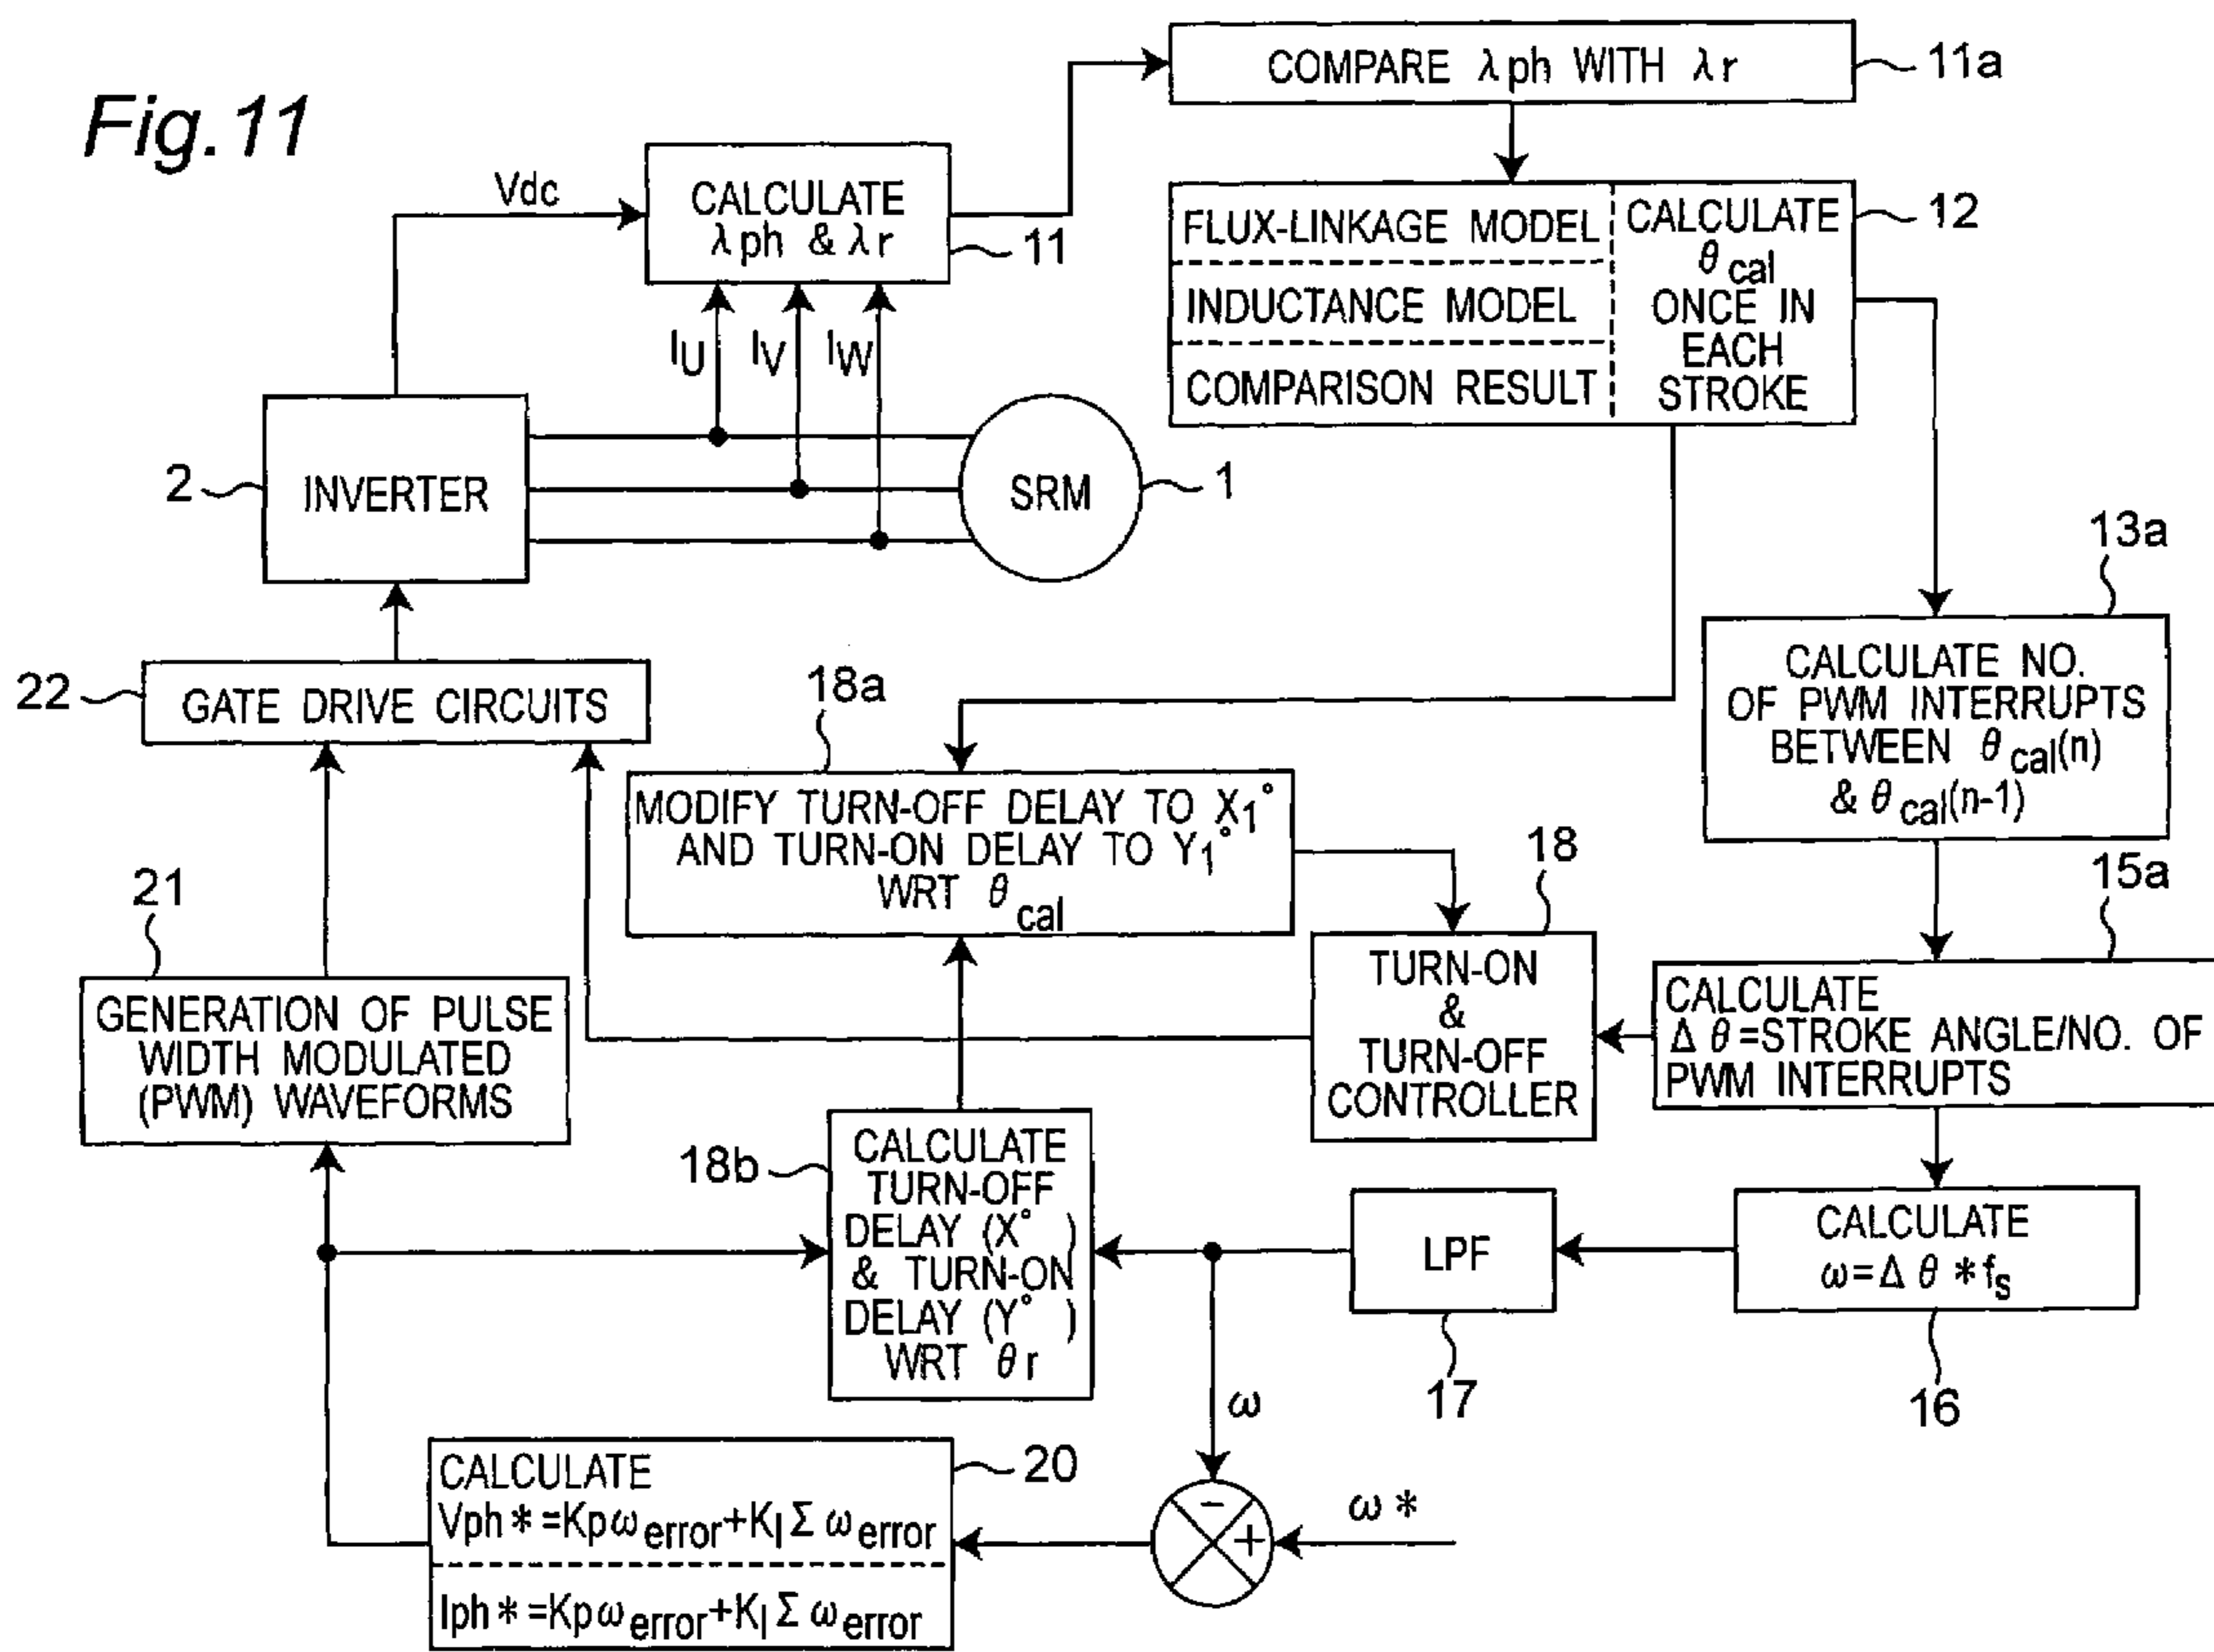 Fig.11
COMPARE λph WITH λr
11a
Vdc
CALCULATE
λph & λr
11
FLUX-LINKAGE MODEL
INDUCTANCE MODEL
COMPARISON RESULT
CALCULATE
θcal
ONCE IN
EACH
STROKE
12
IU
IV
IW
2
INVERTER
SRM
1
13a
CALCULATE NO.
OF PWM INTERRUPTS
BETWEEN θcal(n)
& θcal(n-1)
22
GATE DRIVE CIRCUITS
18a
MODIFY TURN-OFF DELAY TO X1°
AND TURN-ON DELAY TO Y1°
WRT θcal
18
15a
21
GENERATION OF PULSE
WIDTH MODULATED
(PWM) WAVEFORMS
TURN-ON
&
TURN-OFF
CONTROLLER
CALCULATE
Δθ=STROKE ANGLE/NO. OF
PWM INTERRUPTS
18b
CALCULATE
TURN-OFF
DELAY (X° )
& TURN-ON
DELAY (Y° )
WRT θr
LPF
17
CALCULATE
ω=Δθ*fs
16
ω
CALCULATE
Vph*=Kpωerror+KIΣωerror
Iph*=Kpωerror+KIΣωerror
20
-
+
ω*